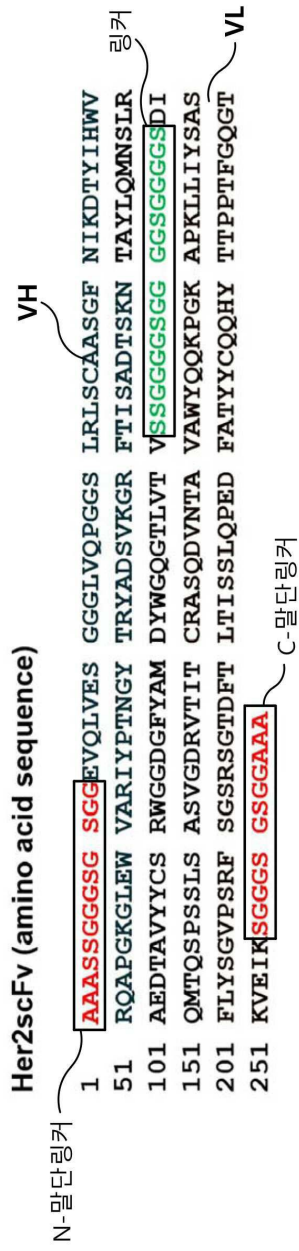 Her2scFv (amino acid sequence)
N-말단링커
VH
링커
1 AAASSGGGSG SGGEVQLVES GGGLVQPGGS LRLSCAASGF NIKDTYIHWV
51 RQAPGKGLEW VARIYPTNGY TRYADSVKGR FTISADTSKN TAYLQMNSLR
101 AEDTAVYYCS RWGGDGFYAM DYWGQGTLVT VSSGGGGSGG GGSGGGGSDI
151 QMTQSPSSLS ASVGDRVTIT CRASQDVNTA VAWYQQKPGK APKLLIYSAS
201 FLYSGVPSRF SGSRSGTDFT LTISSLQPED FATYYCQQHY TTPPTFGQGT
251 KVEIKSGGGS GSGGAAA
VL
C-말단링커